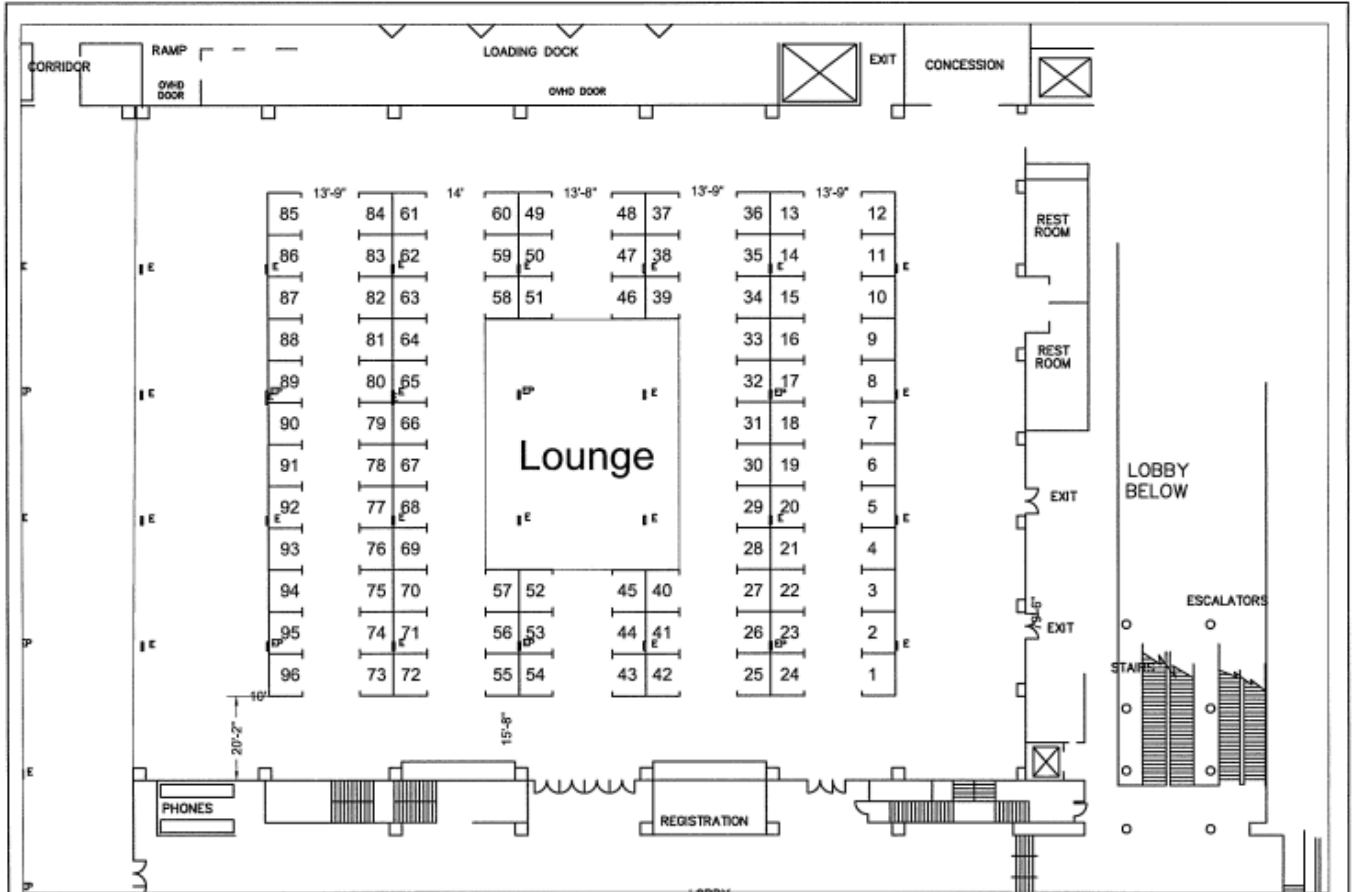 RAMP
LOADING DOCK
EXIT
CONCESSION
CORRIDOR
OVHD
DOOR
OVHD DOOR
13'-9" 14' 13'-8" 13'-9" 13'-9"
85 84 61 60 49 48 37 36 13 12
REST
ROOM
86 83 62 59 50 47 38 35 14 11
E E E E E E E E
87 82 63 58 51 46 39 34 15 10
88 81 64 33 16 9
REST
ROOM
89 80 65 32 17 8
P E EP E E EP E EP E
90 79 66 31 18 7
Lounge
91 78 67 30 19 6
LOBBY
BELOW
EXIT
92 77 68 29 20 5
E E E E E E E E
93 76 69 28 21 4
94 75 70 57 52 45 40 27 22 3
ESCALATORS
EXIT
95 74 71 56 53 44 41 26 23 2
P E EP E EP E EP E
STAIRS
96 73 72 55 54 43 42 25 24 1
10'
20'-2"
15'-8"
E
PHONES
REGISTRATION
P
LOBBY